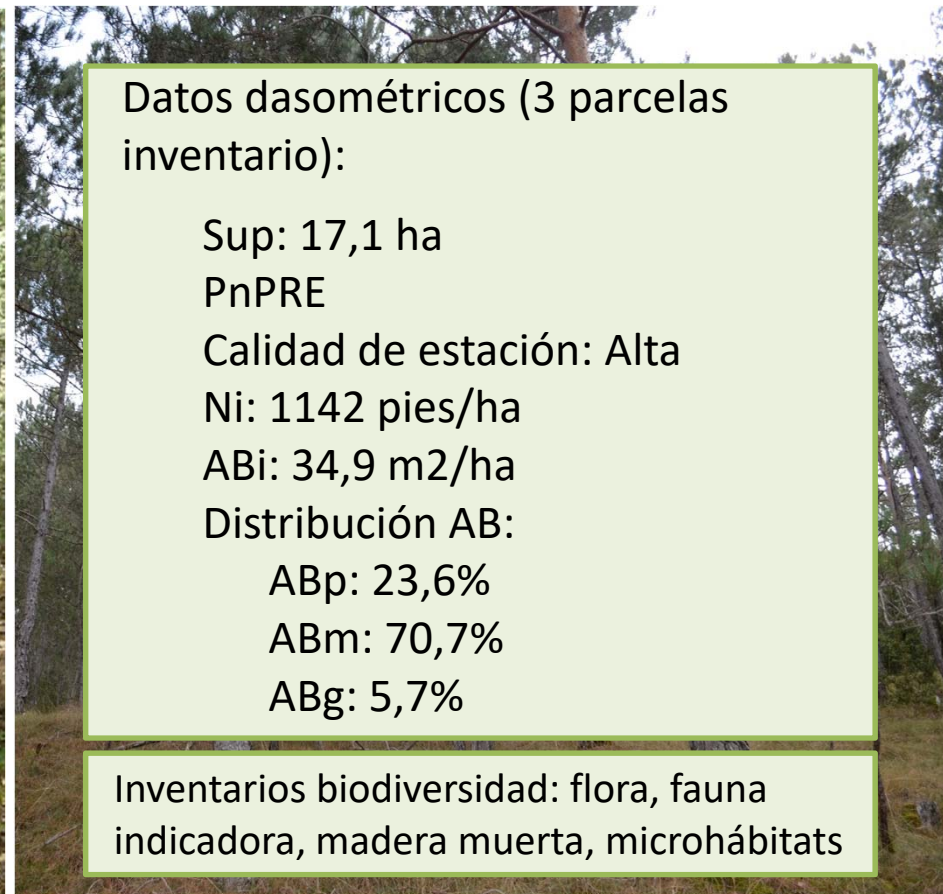 Datos dasométricos (3 parcelas
inventario):
Sup: 17,1 ha
PnPRE
Calidad de estación: Alta
Ni: 1142 pies/ha
ABi: 34,9 m2/ha
Distribución AB:
ABp: 23,6%
ABm: 70,7%
ABg: 5,7%
Inventarios biodiversidad: flora, fauna
indicadora, madera muerta, microhábitats